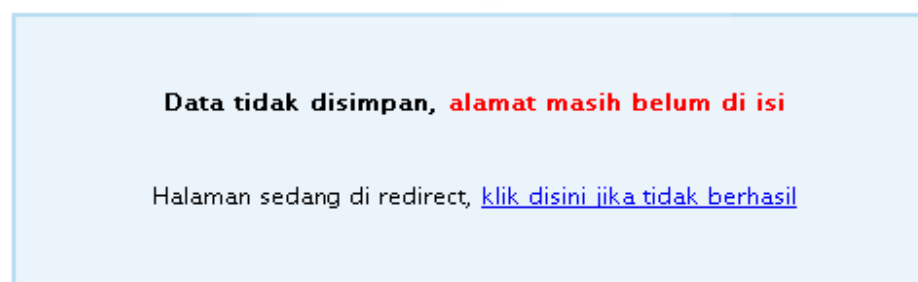 Data tidak disimpan, alamat masih belum di isi
Halaman sedang di redirect, klik disini jika tidak berhasil